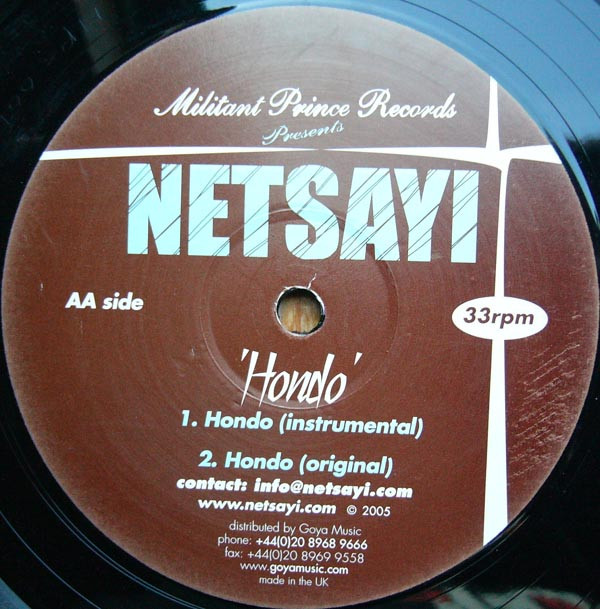 Militant Prince Records
Presents
NETSAYI
AA side
33rpm
'Hondo'
1. Hondo (instrumental)
2. Hondo (original)
contact: info@netsayi.com
www.netsayi.com © 2005
distributed by Goya Music
phone: +44(0)20 8968 9666
fax: +44(0)20 8969 9558
www.goyamusic.com
made in the UK